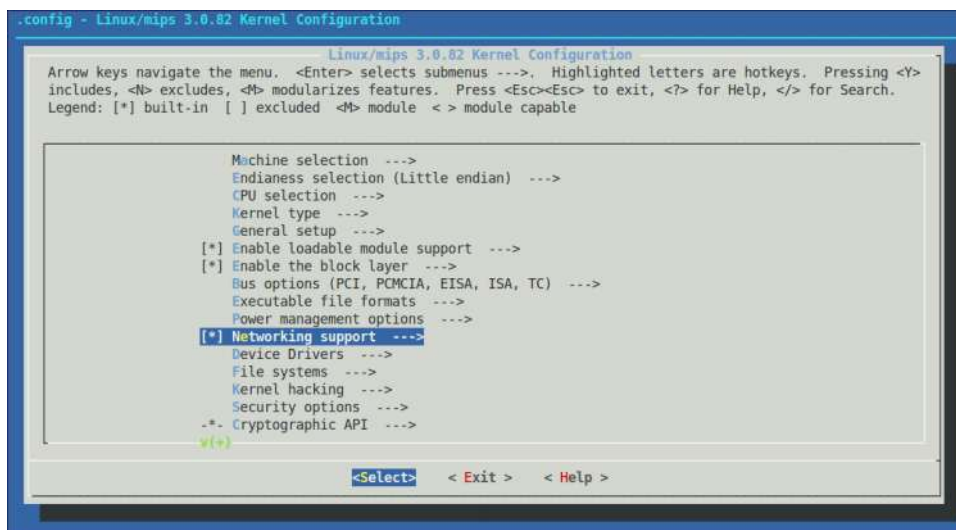 .config - Linux/mips 3.0.82 Kernel Configuration
Linux/mips 3.0.82 Kernel Configuration
Arrow keys navigate the menu.  <Enter> selects submenus --->.  Highlighted letters are hotkeys.  Pressing <Y>
includes, <N> excludes, <M> modularizes features.  Press <Esc><Esc> to exit, <?> for Help, </> for Search.
Legend: [*] built-in  [ ] excluded  <M> module  < > module capable
Machine selection  --->
Endianess selection (Little endian)  --->
CPU selection  --->
Kernel type  --->
General setup  --->
[*] Enable loadable module support  --->
[*] Enable the block layer  --->
Bus options (PCI, PCMCIA, EISA, ISA, TC)  --->
Executable file formats  --->
Power management options  --->
[*] Networking support  --->
Device Drivers  --->
File systems  --->
Kernel hacking  --->
Security options  --->
-*- Cryptographic API  --->
v(+)
<Select>    < Exit >    < Help >